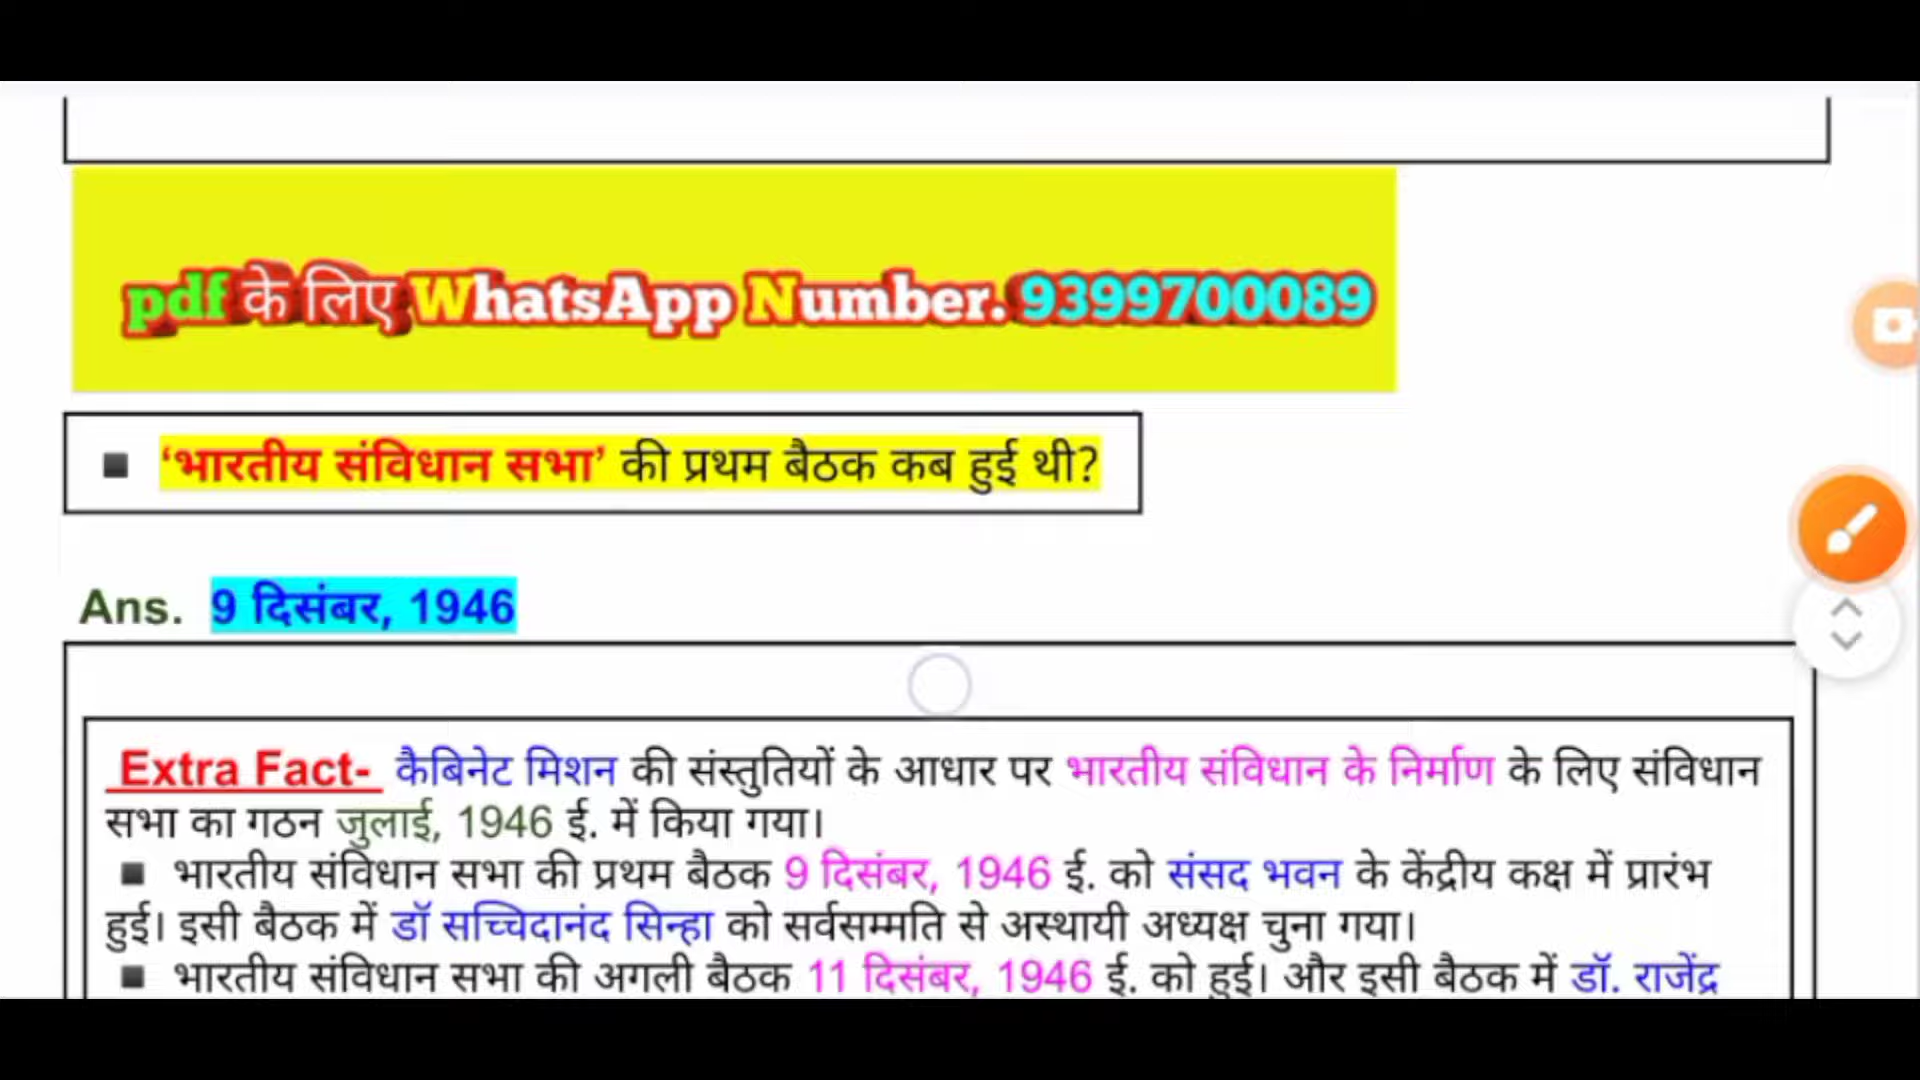 pdf के लिए WhatsApp Number. 9399700089
▪ ‘भारतीय संविधान सभा’ की प्रथम बैठक कब हुई थी?
Ans. 9 दिसंबर, 1946
Extra Fact- कैबिनेट मिशन की संस्तुतियों के आधार पर भारतीय संविधान के निर्माण के लिए संविधान
सभा का गठन जुलाई, 1946 ई. में किया गया।
▪ भारतीय संविधान सभा की प्रथम बैठक 9 दिसंबर, 1946 ई. को संसद भवन के केंद्रीय कक्ष में प्रारंभ
हुई। इसी बैठक में डॉ सच्चिदानंद सिन्हा को सर्वसम्मति से अस्थायी अध्यक्ष चुना गया।
▪ भारतीय संविधान सभा की अगली बैठक 11 दिसंबर, 1946 ई. को हुई। और इसी बैठक में डॉ. राजेंद्र